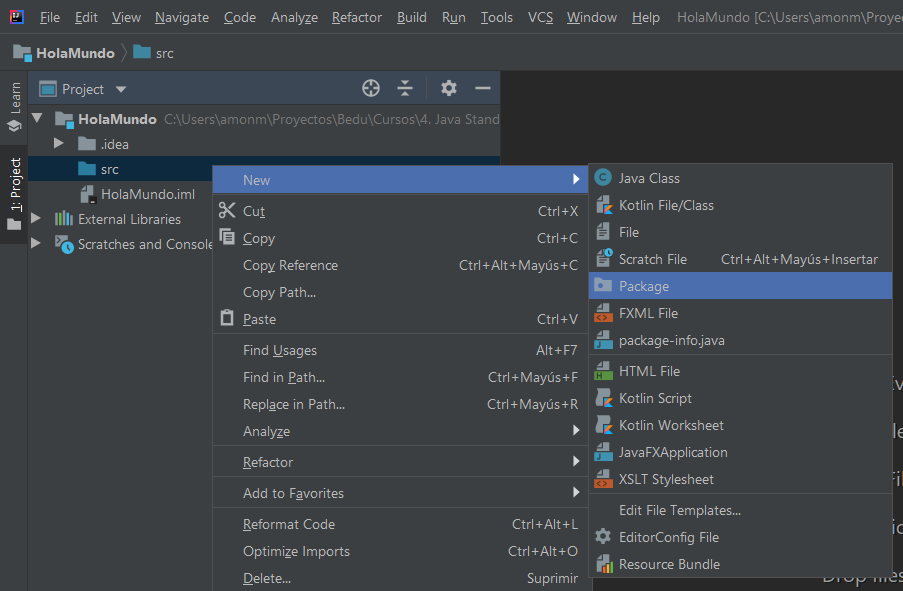 File Edit View Navigate Code Analyze Refactor Build Run Tools VCS Window Help HolaMundo [C:\Users\amonm\Proye
HolaMundo src
Learn
1: Project
Project
HolaMundo C:\Users\amonm\Proyectos\Bedu\Cursos\4. Java Stand
.idea
src
HolaMundo.iml
External Libraries
Scratches and Console
New
Cut Ctrl+X
Copy Ctrl+C
Copy Reference Ctrl+Alt+Mayús+C
Copy Path...
Paste Ctrl+V
Find Usages Alt+F7
Find in Path... Ctrl+Mayús+F
Replace in Path... Ctrl+Mayús+R
Analyze
Refactor
Add to Favorites
Reformat Code Ctrl+Alt+L
Optimize Imports Ctrl+Alt+O
Delete... Suprimir
Java Class
Kotlin File/Class
File
Scratch File Ctrl+Alt+Mayús+Insertar
Package
FXML File
package-info.java
HTML File
Kotlin Script
Kotlin Worksheet
JavaFXApplication
XSLT Stylesheet
Edit File Templates...
EditorConfig File
Resource Bundle
Drop files